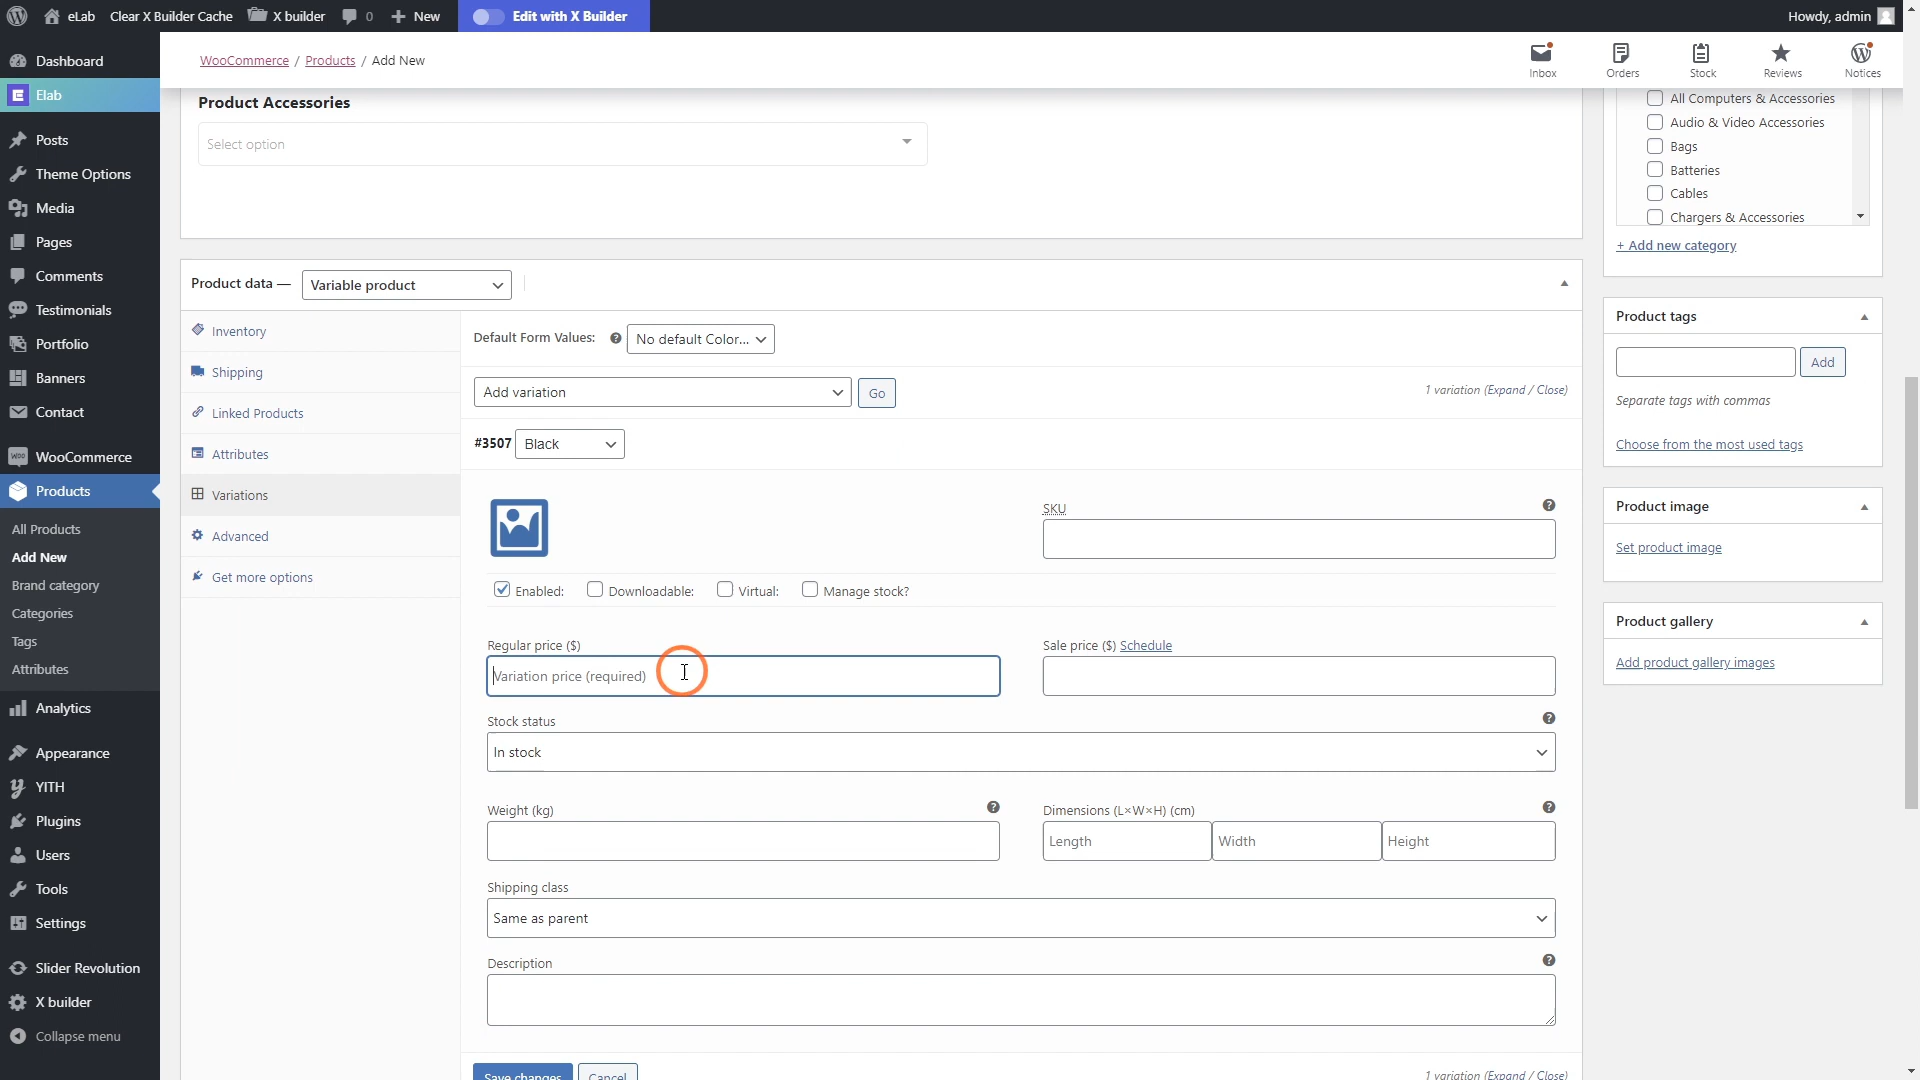 eLab
Clear X Builder Cache
X builder
0
New
Edit with X Builder
Howdy, admin
Dashboard
Elab
Posts
Theme Options
Media
Pages
Comments
Testimonials
Portfolio
Banners
Contact
WooCommerce
Products
All Products
Add New
Brand category
Categories
Tags
Attributes
Analytics
Appearance
YITH
Plugins
Users
Tools
Settings
Slider Revolution
X builder
Collapse menu
WooCommerce / Products / Add New
Inbox
Orders
Stock
Reviews
Notices
Product Accessories
Select option
Product data —
Variable product
Inventory
Shipping
Linked Products
Attributes
Variations
Advanced
Get more options
Default Form Values:
No default Color...
Add variation
Go
1 variation (Expand / Close)
#3507
Black
SKU
Enabled:
Downloadable:
Virtual:
Manage stock?
Regular price ($)
Variation price (required)
Sale price ($) Schedule
Stock status
In stock
Weight (kg)
Dimensions (L×W×H) (cm)
Length
Width
Height
Shipping class
Same as parent
Description
Save changes
Cancel
1 variation (Expand / Close)
All Computers & Accessories
Audio & Video Accessories
Bags
Batteries
Cables
Chargers & Accessories
+ Add new category
Product tags
Add
Separate tags with commas
Choose from the most used tags
Product image
Set product image
Product gallery
Add product gallery images